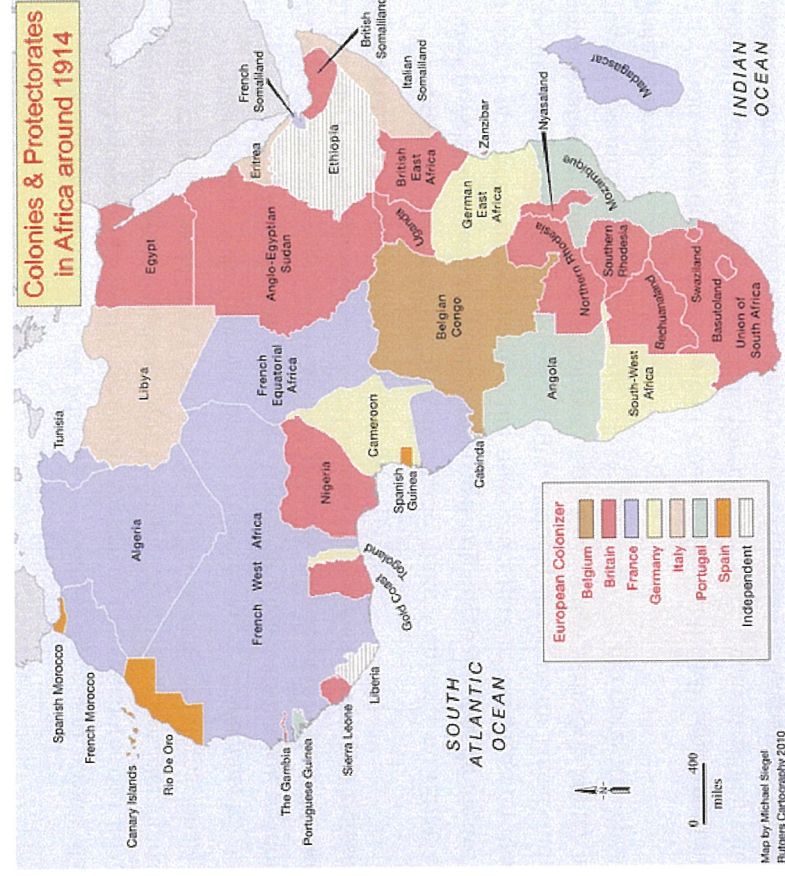 Colonies & Protectorates
in Africa around 1914
Spanish Morocco
French Morocco
Canary Islands
Rio De Oro
Tunisia
Algeria
Libya
Egypt
French West Africa
French
Equatorial
Africa
Anglo-Egyptian
Sudan
Eritrea
French
Somaliland
British
Somaliland
Ethiopia
Italian
Somaliland
The Gambia
Portuguese Guinea
Sierra Leone
Liberia
Gold Coast
Togoland
Nigeria
Cameroon
Spanish
Guinea
Cabinda
Belgian
Congo
Uganda
British
East
Africa
German
East
Africa
Zanzibar
Nyasaland
Angola
Northern Rhodesia
Southern
Rhodesia
Mozambique
Madagascar
South-West
Africa
Bechuanaland
Swaziland
Basutoland
Union of
South Africa
SOUTH
ATLANTIC
OCEAN
INDIAN
OCEAN
European Colonizer
Belgium
Britain
France
Germany
Italy
Portugal
Spain
Independent
-N-
0 400
miles
Map by Michael Siegel
Rutgers Cartography 2010